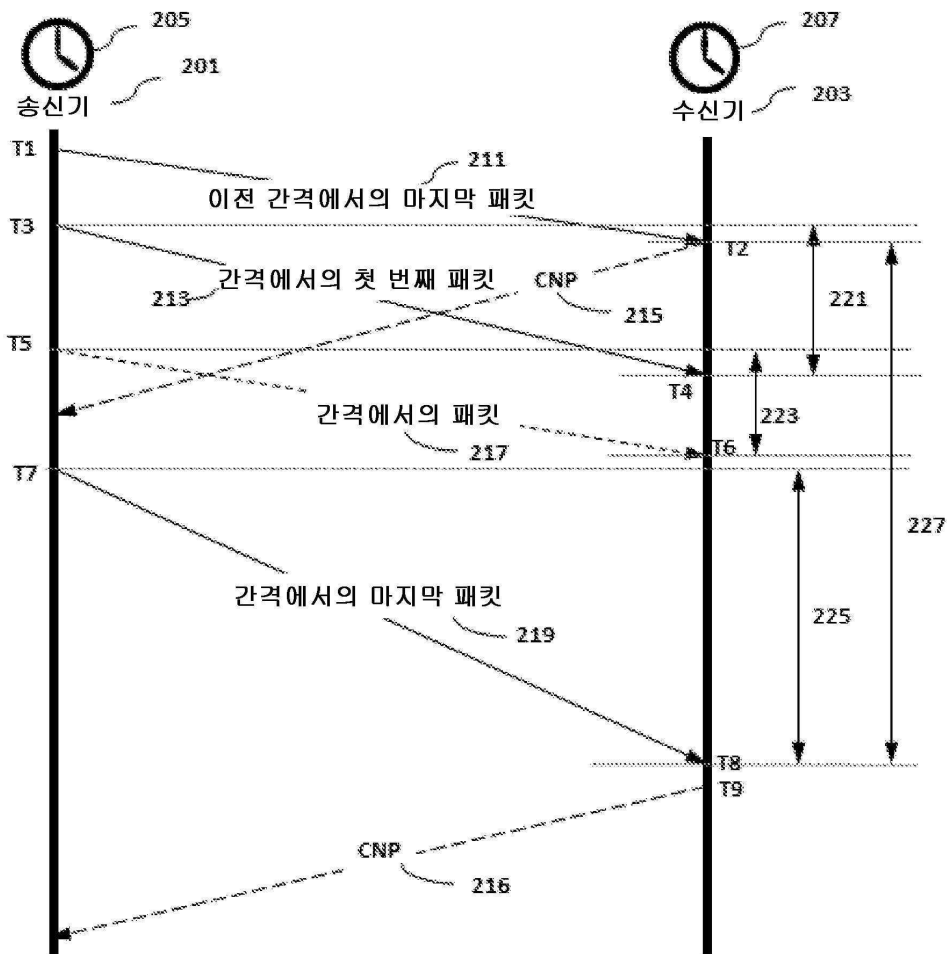 205
207
201
송신기
203
수신기
T1
211
이전 간격에서의 마지막 패킷
T3
T2
CNP
간격에서의 첫 번째 패킷
213
215
221
T5
T4
간격에서의 패킷
223
T6
217
T7
227
간격에서의 마지막 패킷
225
219
T8
T9
CNP
216